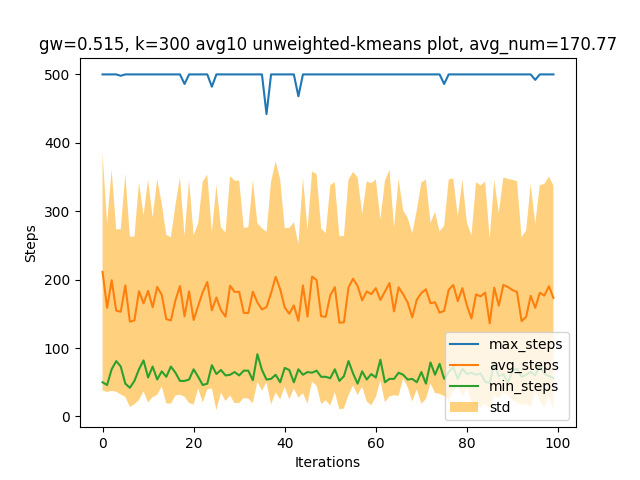 gw=0.515, k=300 avg10 unweighted-kmeans plot, avg_num=170.77
500
400
300
200
100
0
Steps
max_steps
avg_steps
min_steps
std
0 20 40 60 80 100
Iterations